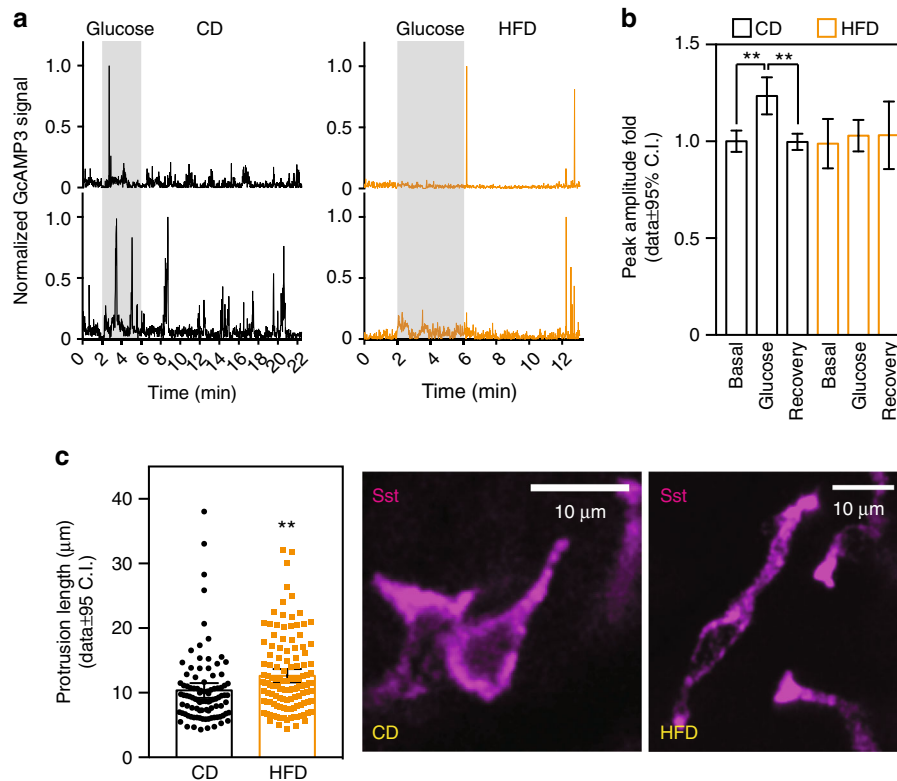 a
Glucose CD
Normalized GcAMP3 signal
1.0
0.5
0
1.0
0.5
0
0 2 4 6 8 10 12 14 16 18 20 22
Time (min)
Glucose HFD
1.0
0.5
0
1.0
0.5
0
0 2 4 6 8 10 12
Time (min)
b
CD HFD
Peak amplitude fold
(data±95% C.I.)
1.5
1.0
0.5
0
** **
Basal
Glucose
Recovery
Basal
Glucose
Recovery
c
Protrusion length (μm)
(data±95 C.I.)
40
30
20
10
0
**
CD HFD
Sst
10 μm
CD
Sst
10 μm
HFD